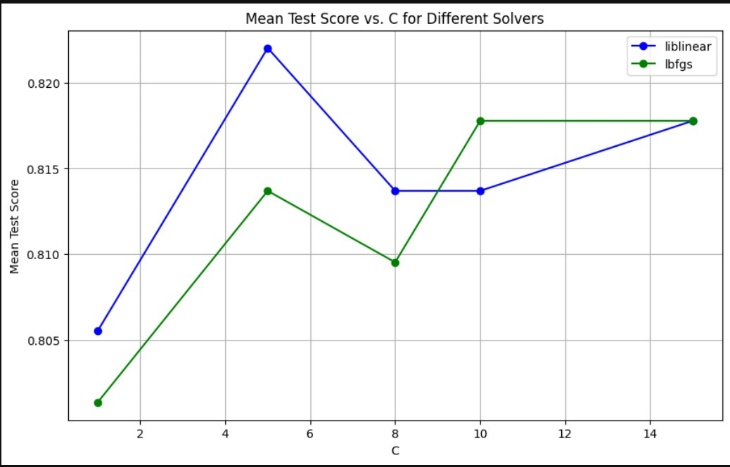 Mean Test Score vs. C for Different Solvers
liblinear
lbfgs
Mean Test Score
0.820
0.815
0.810
0.805
2 4 6 8 10 12 14
C